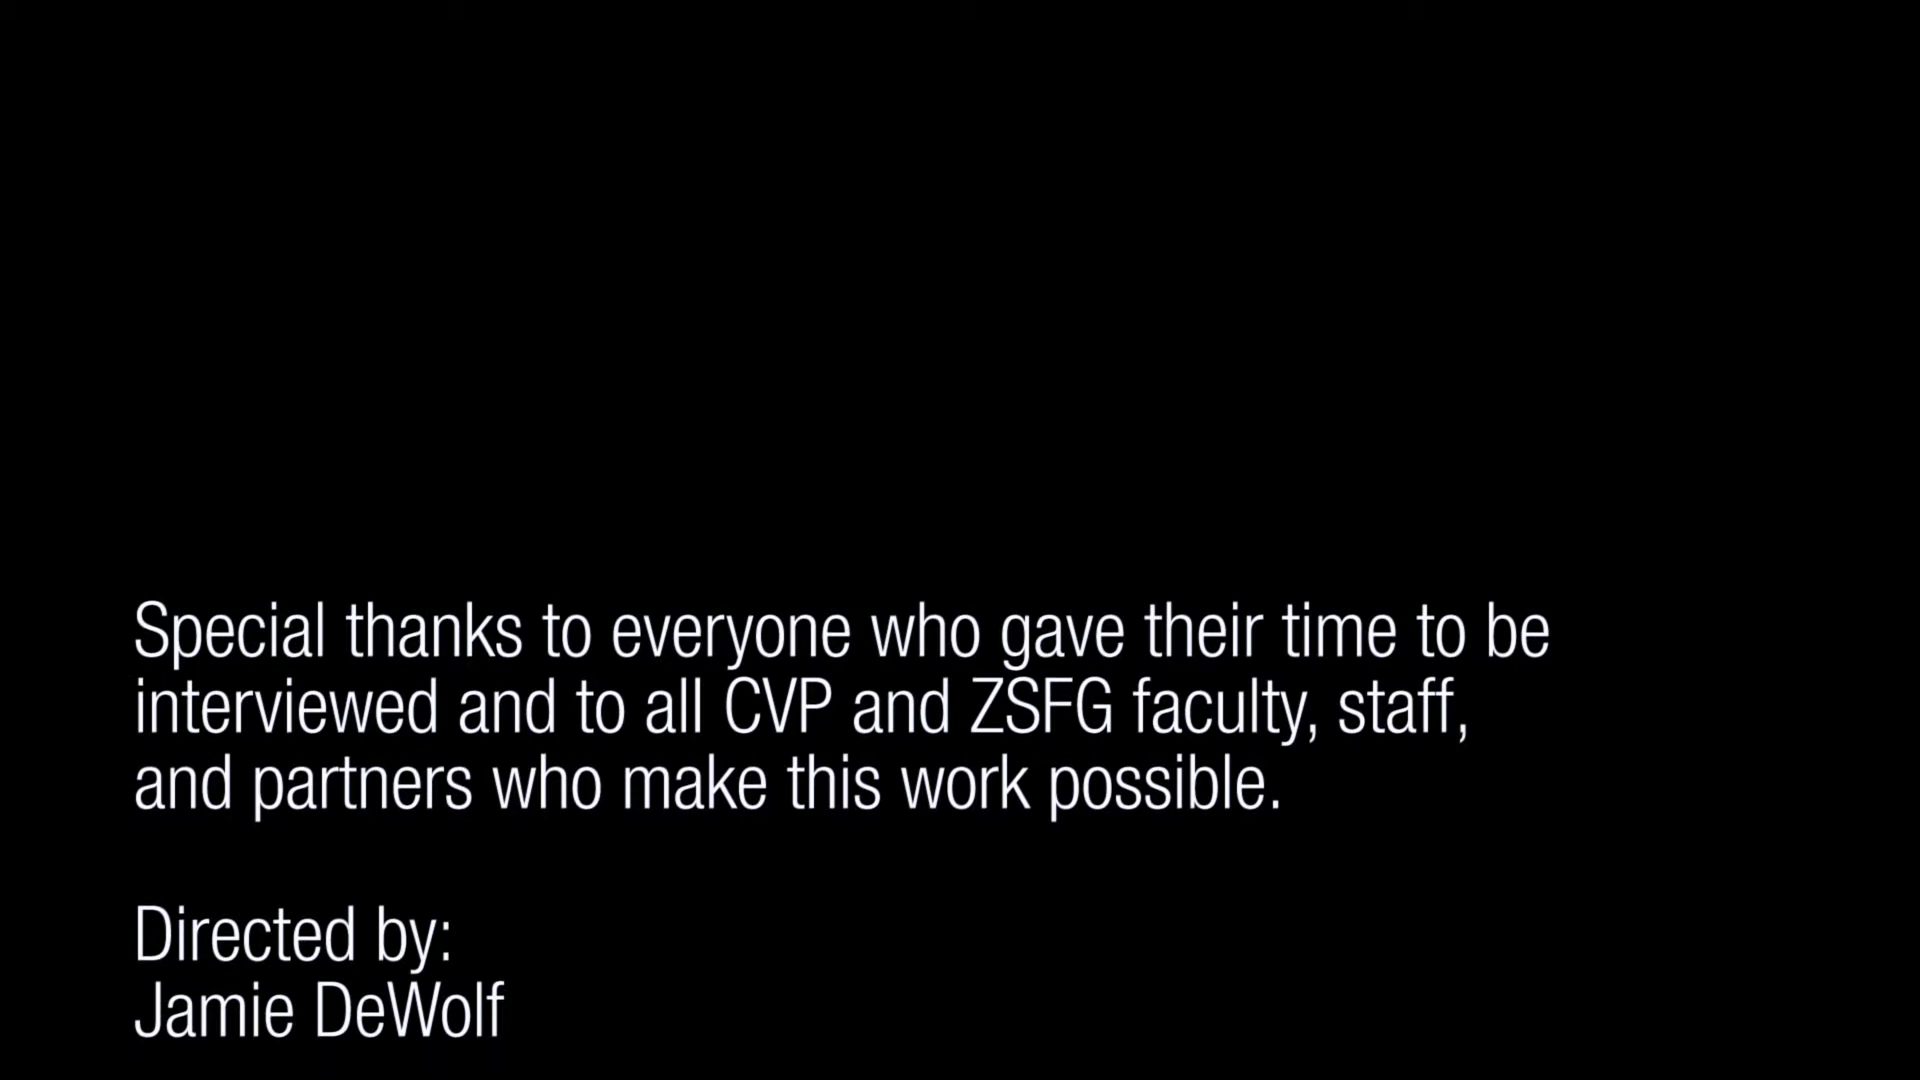 Special thanks to everyone who gave their time to be
interviewed and to all CVP and ZSFG faculty, staff,
and partners who make this work possible.
Directed by:
Jamie DeWolf